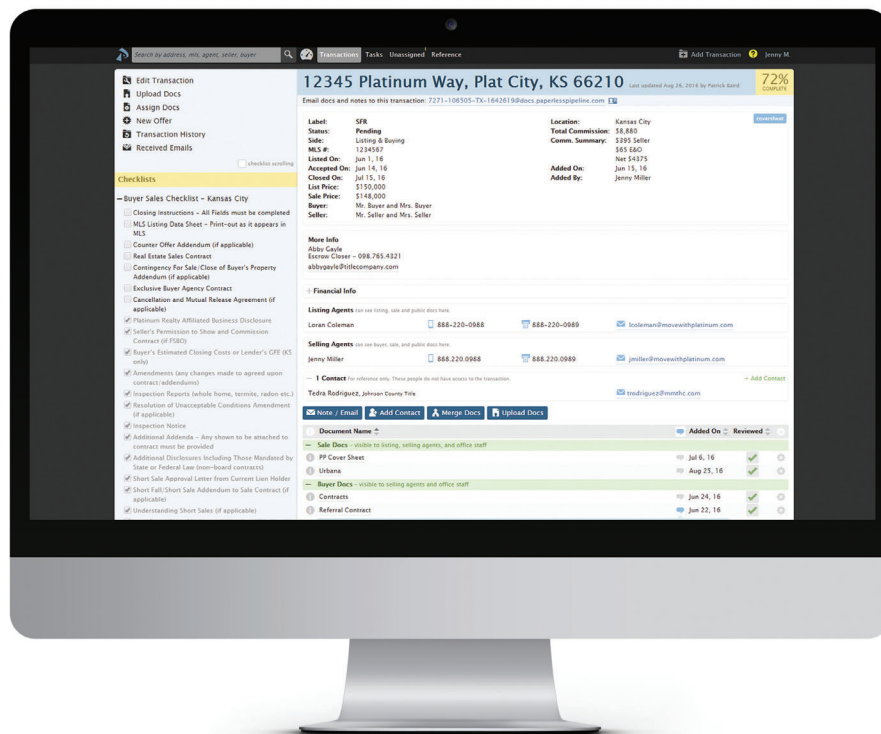 Search by address, mls, agent, seller, buyer
Transactions Tasks Unassigned Reference
Add Transaction ? Jenny M.
Edit Transaction
Upload Docs
Assign Docs
New Offer
Transaction History
Received Emails
checklist scrolling
Checklists
Buyer Sales Checklist - Kansas City
Closing Instructions - All Fields must be completed
MLS Listing Data Sheet - Print-out as it appears in
MLS
Counter Offer Addendum (if applicable)
Real Estate Sales Contract
Contingency For Sale/Close of Buyer's Property
Addendum (if applicable)
Exclusive Buyer Agency Contract
Cancellation and Mutual Release Agreement (if
applicable)
Platinum Realty Affiliated Business Disclosure
Seller's Permission to Show and Commission
Contract (if FSBO)
Buyer's Estimated Closing Costs or Lender's GFE (KS
only)
Amendments (any changes made to agreed upon
contract/addendums)
Inspection Reports (whole home, termite, radon etc.)
Resolution of Unacceptable Conditions Amendment
(if applicable)
Inspection Notice
Additional Addenda - Any shown to be attached to
contract must be provided
Additional Disclosures Including Those Mandated by
State or Federal Law (non-board contracts)
Short Sale Approval Letter from Current Lien Holder
Short Fall/Short Sale Addendum to Sale Contract (if
applicable)
Understanding Short Sales (if applicable)
12345 Platinum Way, Plat City, KS 66210 Last updated Aug 26, 2016 by Patrick Baird
72%
COMPLETE
Email docs and notes to this transaction: 7271-106505-TX-1642619@docs.paperlesspipeline.com
coversheet
Label: SFR
Status: Pending
Side: Listing & Buying
MLS #: 1234567
Listed On: Jun 1, 16
Accepted On: Jun 14, 16
Closed On: Jul 15, 16
List Price: $150,000
Sale Price: $148,000
Buyer: Mr. Buyer and Mrs. Buyer
Seller: Mr. Seller and Mrs. Seller
Location: Kansas City
Total Commission: $8,880
Comm. Summary: $395 Seller
$65 E&O
Net $4375
Added On: Jun 15, 16
Added By: Jenny Miller
More Info
Abby Gayle
Escrow Closer - 098.765.4321
abbygayle@titlecompany.com
+ Financial Info
Listing Agents can see listing, sale and public docs here.
Loran Coleman 888-220-0988 888-220-0989 lcoleman@movewithplatinum.com
Selling Agents can see buyer, sale, and public docs here.
Jenny Miller 888.220.0988 888.220.0989 jmiller@movewithplatinum.com
— 1 Contact For reference only. These people do not have access to the transaction. + Add Contact
Tedra Rodriguez, Johnson County Title trodriguez@mmthc.com
Note / Email Add Contact Merge Docs Upload Docs
Document Name Added On Reviewed
— Sale Docs - visible to listing, selling agents, and office staff
PP Cover Sheet Jul 6, 16
Urbana Aug 25, 16
— Buyer Docs - visible to selling agents and office staff
Contracts Jun 24, 16
Referral Contract Jun 22, 16